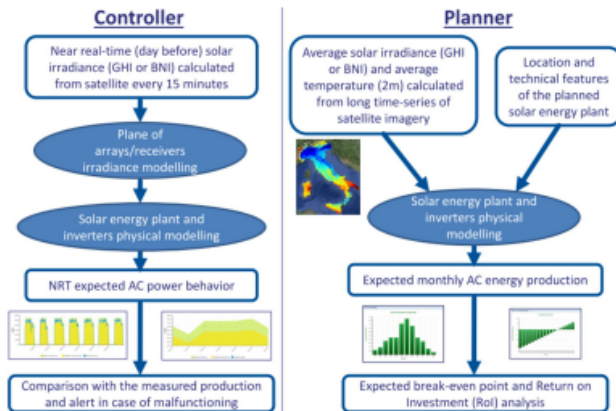 Controller
Near real-time (day before) solar
irradiance (GHI or BNI) calculated
from satellite every 15 minutes
Plane of
arrays/receivers
irradiance modelling
Solar energy plant and
inverters physical modelling
NRT expected AC power behavior
Comparison with the measured production
and alert in case of malfunctioning
Planner
Average solar irradiance (GHI
or BNI) and average
temperature (2m) calculated
from long time-series of
satellite imagery
Location and
technical features
of the planned
solar energy plant
Solar energy plant and
inverters physical
modelling
Expected monthly AC energy production
Expected break-even point and Return on
Investment (RoI) analysis